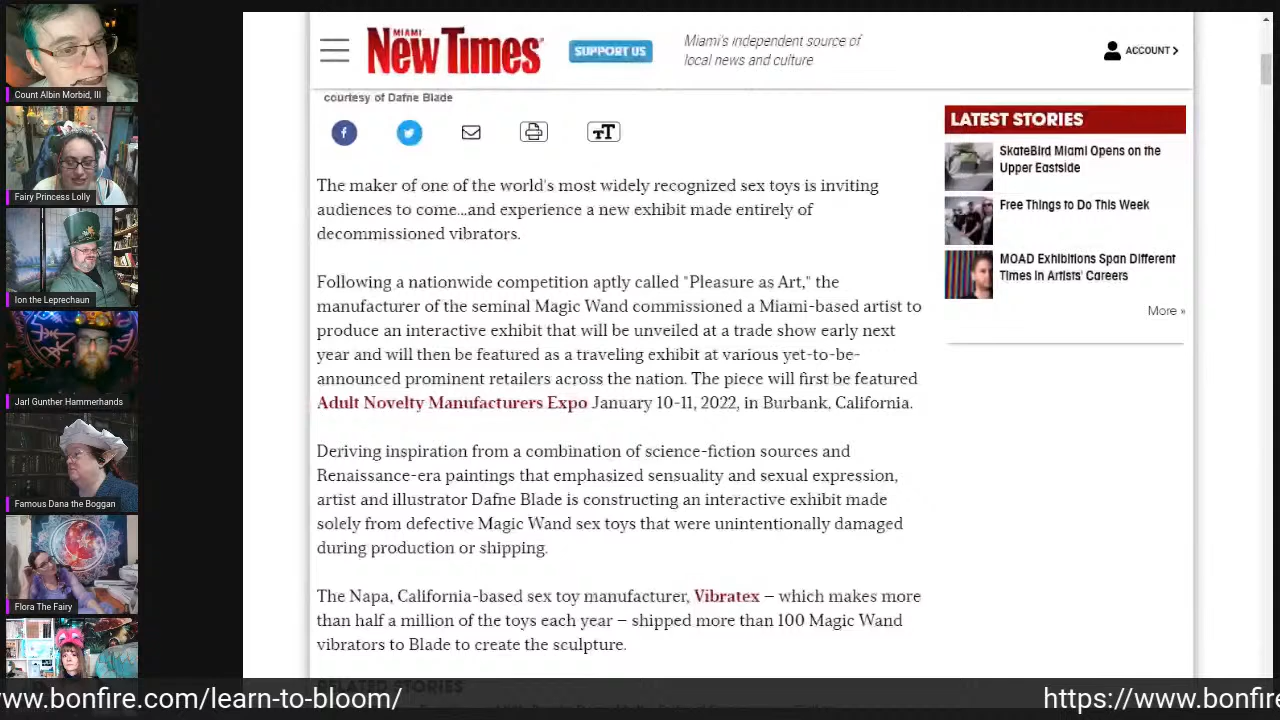 Count Albin Morbid, III
Fairy Princess Lolly
Ion the Leprechaun
Jarl Gunther Hammerhands
Famous Dana the Boggan
Flora The Fairy
MIAMI
New Times
SUPPORT US
Miami's independent source of
local news and culture
ACCOUNT
courtesy of Dafne Blade
TT
The maker of one of the world's most widely recognized sex toys is inviting
audiences to come...and experience a new exhibit made entirely of
decommissioned vibrators.
Following a nationwide competition aptly called "Pleasure as Art," the
manufacturer of the seminal Magic Wand commissioned a Miami-based artist to
produce an interactive exhibit that will be unveiled at a trade show early next
year and will then be featured as a traveling exhibit at various yet-to-be-
announced prominent retailers across the nation. The piece will first be featured
Adult Novelty Manufacturers Expo January 10-11, 2022, in Burbank, California.
Deriving inspiration from a combination of science-fiction sources and
Renaissance-era paintings that emphasized sensuality and sexual expression,
artist and illustrator Dafne Blade is constructing an interactive exhibit made
solely from defective Magic Wand sex toys that were unintentionally damaged
during production or shipping.
The Napa, California-based sex toy manufacturer, Vibratex — which makes more
than half a million of the toys each year — shipped more than 100 Magic Wand
vibrators to Blade to create the sculpture.
RELATED STORIES
LATEST STORIES
SkateBird Miami Opens on the
Upper Eastside
Free Things to Do This Week
MOAD Exhibitions Span Different
Times in Artists' Careers
More »
ww.bonfire.com/learn-to-bloom/
https://www.bonfire